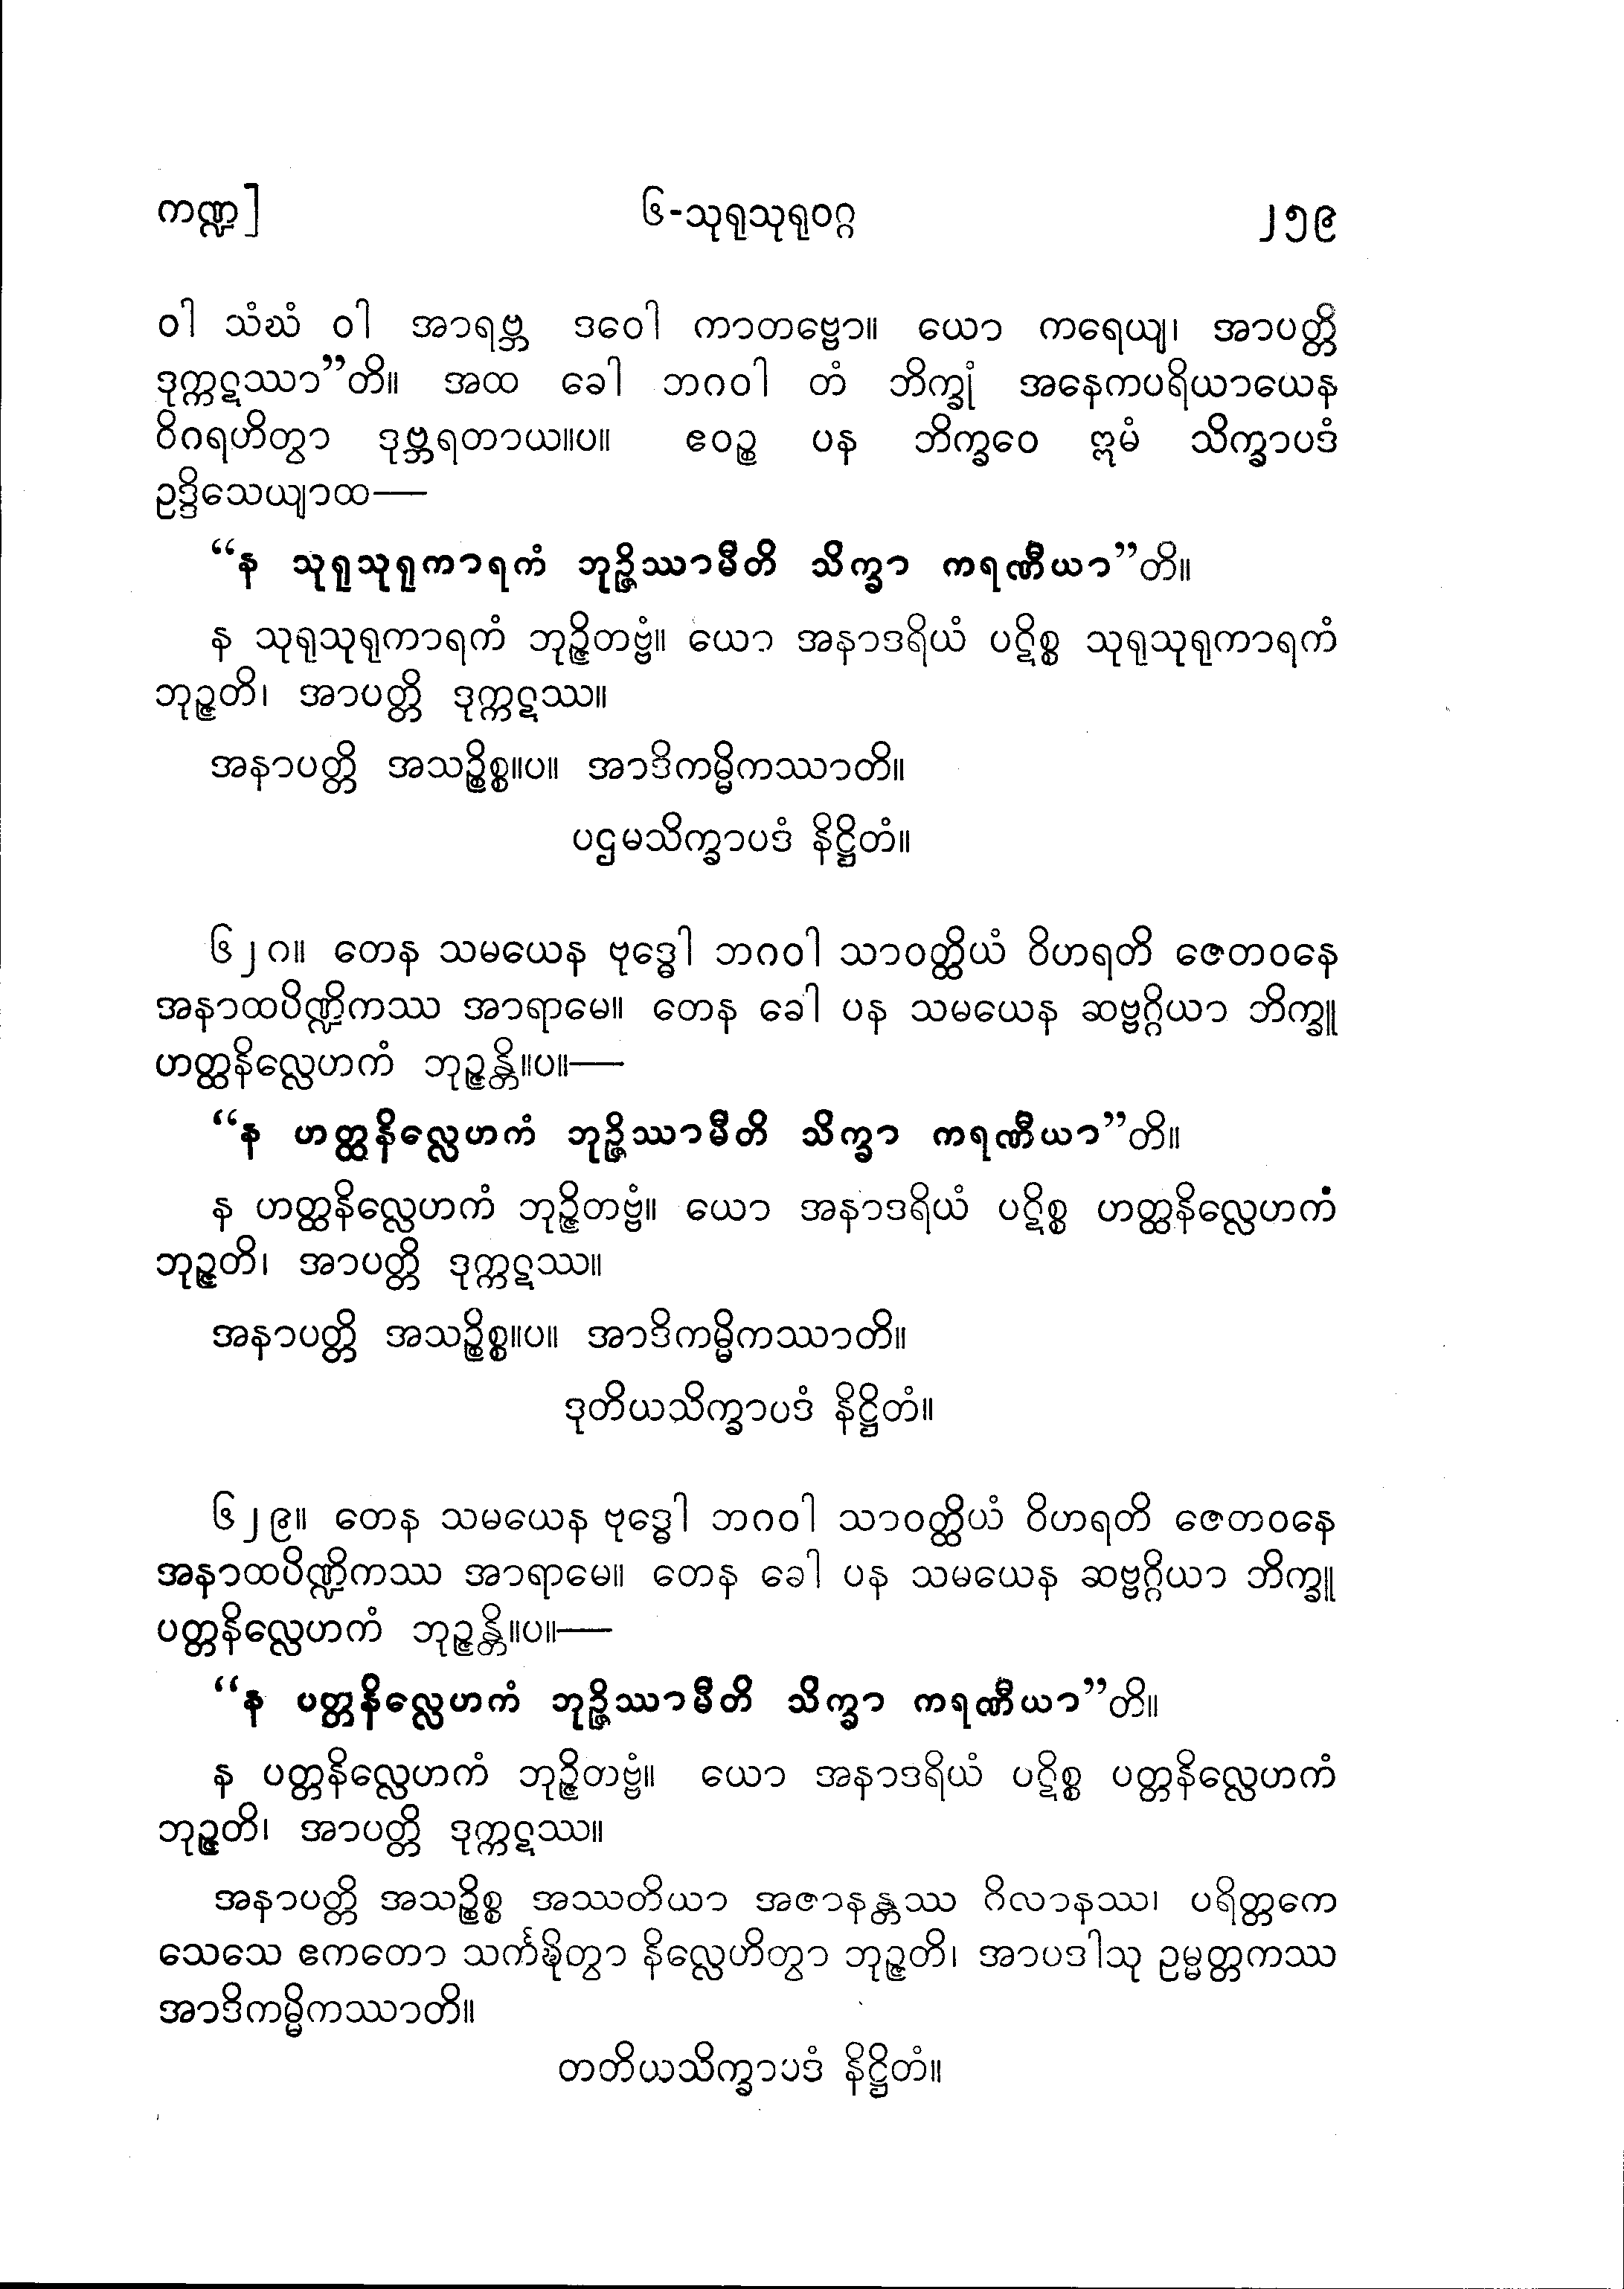 ကဏ္ဍ] ၆-သုရုသုရုဝဂ္ဂ ၂၅၉
ဝါ သံဃံ ဝါ အာရဗ္ဘ ဒဝေါ ကာတဗ္ဗော။ ယော ကရေယျ၊ အာပတ္တိ
ဒုက္ကဋဿာ”တိ။ အထ ခေါ ဘဂဝါ တံ ဘိက္ခုံ အနေကပရိယာယေန
ဝိဂရဟိတွာ ဒုဗ္ဘရတာယ။ပ။ ဧဝဉ္စ ပန ဘိက္ခဝေ ဣမံ သိက္ခာပဒံ
ဥဒ္ဒိသေယျာထ—
“န သုရုသုရုကာရကံ ဘုဉ္ဇိဿာမီတိ သိက္ခာ ကရဏီယာ”တိ။
န သုရုသုရုကာရကံ ဘုဉ္ဇိတဗ္ဗံ။ ယော အနာဒရိယံ ပဋိစ္စ သုရုသုရုကာရကံ
ဘုဉ္ဇတိ၊ အာပတ္တိ ဒုက္ကဋဿ။
အနာပတ္တိ အသဉ္စိစ္စ။ပ။ အာဒိကမ္မိကဿာတိ။
ပဌမသိက္ခာပဒံ နိဋ္ဌိတံ။
၆၂၈။ တေန သမယေန ဗုဒ္ဓေါ ဘဂဝါ သာဝတ္ထိယံ ဝိဟရတိ ဇေတဝနေ
အနာထပိဏ္ဍိကဿ အာရာမေ။ တေန ခေါ ပန သမယေန ဆဗ္ဗဂ္ဂိယာ ဘိက္ခူ
ဟတ္ထနိလ္လေဟကံ ဘုဉ္ဇန္တိ။ပ။—
“န ဟတ္ထနိလ္လေဟကံ ဘုဉ္ဇိဿာမီတိ သိက္ခာ ကရဏီယာ”တိ။
န ဟတ္ထနိလ္လေဟကံ ဘုဉ္ဇိတဗ္ဗံ။ ယော အနာဒရိယံ ပဋိစ္စ ဟတ္ထနိလ္လေဟကံ
ဘုဉ္ဇတိ၊ အာပတ္တိ ဒုက္ကဋဿ။
အနာပတ္တိ အသဉ္စိစ္စ။ပ။ အာဒိကမ္မိကဿာတိ။
ဒုတိယသိက္ခာပဒံ နိဋ္ဌိတံ။
၆၂၉။ တေန သမယေန ဗုဒ္ဓေါ ဘဂဝါ သာဝတ္ထိယံ ဝိဟရတိ ဇေတဝနေ
အနာထပိဏ္ဍိကဿ အာရာမေ။ တေန ခေါ ပန သမယေန ဆဗ္ဗဂ္ဂိယာ ဘိက္ခူ
ပတ္တနိလ္လေဟကံ ဘုဉ္ဇန္တိ။ပ။—
“န ပတ္တနိလ္လေဟကံ ဘုဉ္ဇိဿာမီတိ သိက္ခာ ကရဏီယာ”တိ။
န ပတ္တနိလ္လေဟကံ ဘုဉ္ဇိတဗ္ဗံ။ ယော အနာဒရိယံ ပဋိစ္စ ပတ္တနိလ္လေဟကံ
ဘုဉ္ဇတိ၊ အာပတ္တိ ဒုက္ကဋဿ။
အနာပတ္တိ အသဉ္စိစ္စ အဿတိယာ အဇာနန္တဿ ဂိလာနဿ၊ ပရိတ္တကေ
သေသေ ဧကတော သင်္ကဍ္ဎိတွာ နိလ္လေဟိတွာ ဘုဉ္ဇတိ၊ အာပဒါသု ဥမ္မတ္တကဿ
အာဒိကမ္မိကဿာတိ။
တတိယသိက္ခာပဒံ နိဋ္ဌိတံ။